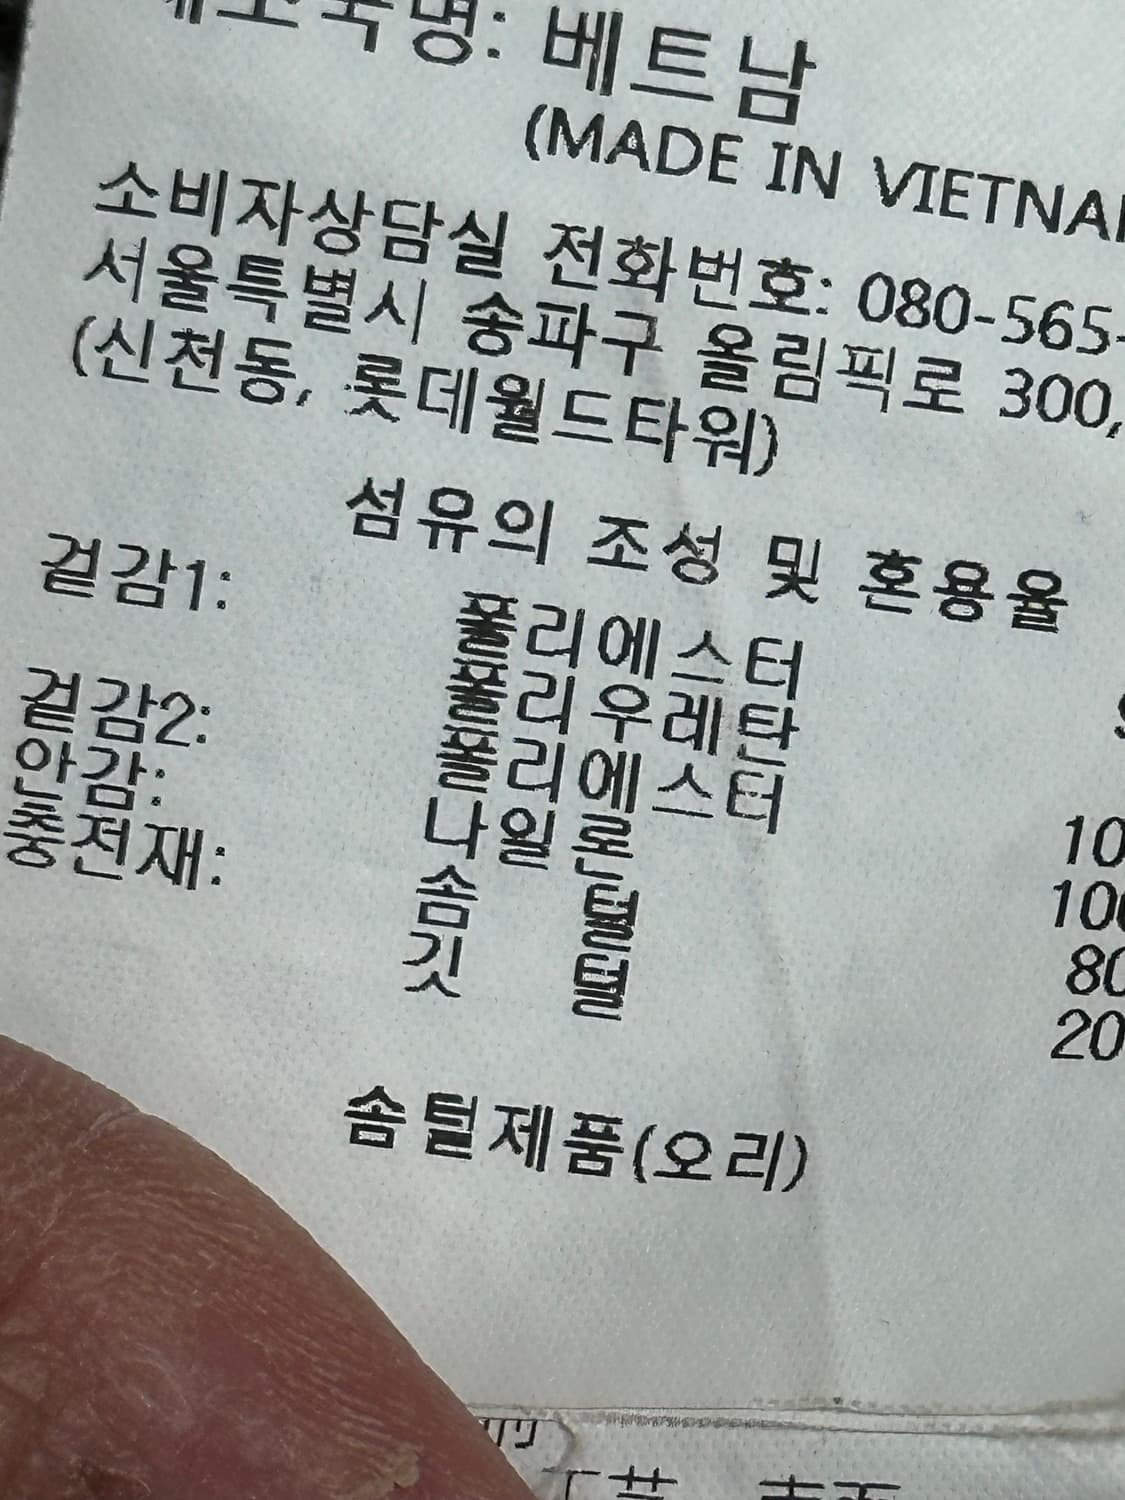 베트남
(MADE IN
소비자상담실 전화번호: 080-565-
서울특별시 송파구 올림픽로 300,
(신천동, 롯데월드타워)
섬유의 조성 및 혼용율
겉감1: 폴리에스터
폴리우레탄
겉감2: 폴리에스터 10
안감: 나일론 100
충전재: 솜털 80
깃털 20
솜털제품(오리)